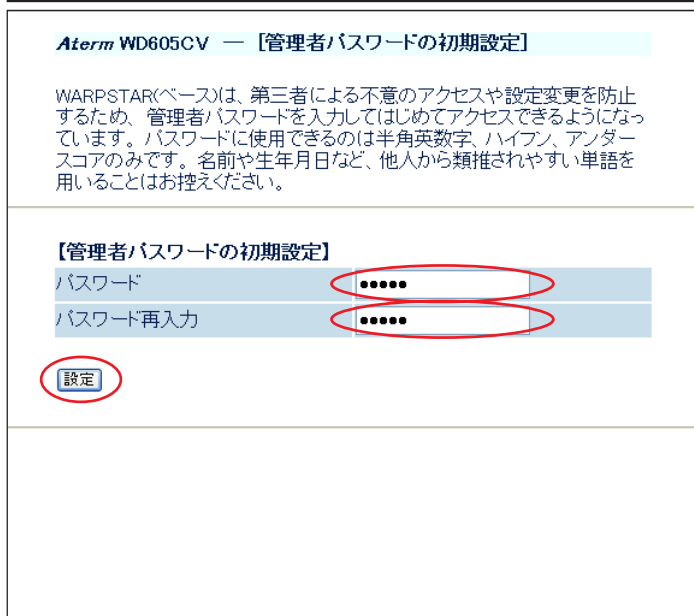 Aterm WD605CV ― [管理者パスワードの初期設定]
WARPSTAR(ベース)は、第三者による不意のアクセスや設定変更を防止
するため、管理者パスワードを入力してはじめてアクセスできるようになっ
ています。パスワードに使用できるのは半角英数字、ハイフン、アンダー
スコアのみです。名前や生年月日など、他人から類推されやすい単語を
用いることはお控えください。
【管理者パスワードの初期設定】
パスワード ●●●●●
パスワード再入力 ●●●●●
設定